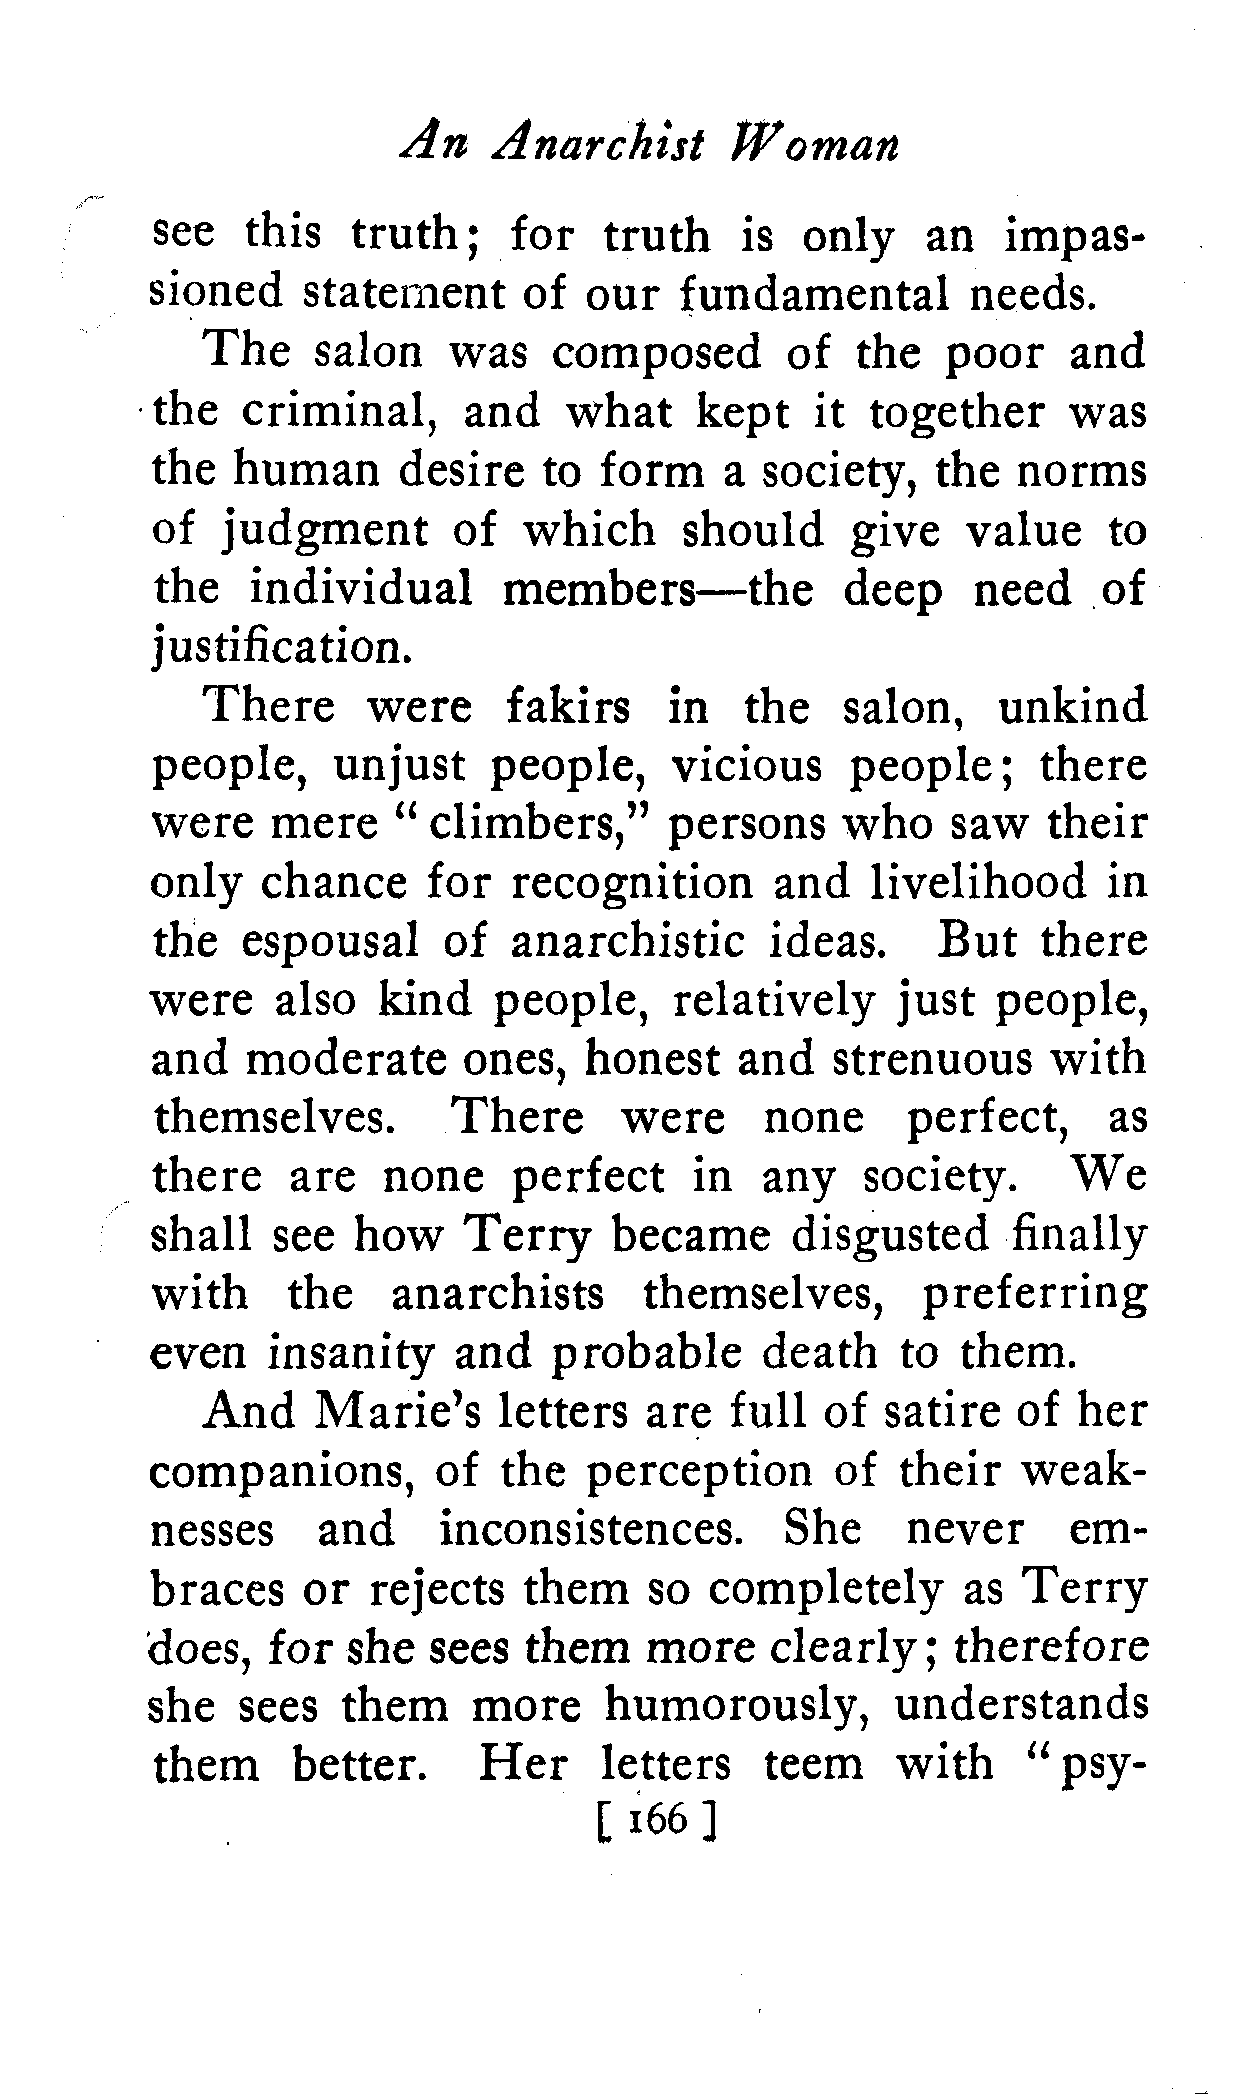 An Anarchist Woman
see this truth; for truth is only an impas-
sioned statement of our fundamental needs.
The salon was composed of the poor and
the criminal, and what kept it together was
the human desire to form a society, the norms
of judgment of which should give value to
the individual members—the deep need of
justification.
There were fakirs in the salon, unkind
people, unjust people, vicious people; there
were mere "climbers," persons who saw their
only chance for recognition and livelihood in
the espousal of anarchistic ideas. But there
were also kind people, relatively just people,
and moderate ones, honest and strenuous with
themselves. There were none perfect, as
there are none perfect in any society. We
shall see how Terry became disgusted finally
with the anarchists themselves, preferring
even insanity and probable death to them.
And Marie's letters are full of satire of her
companions, of the perception of their weak-
nesses and inconsistences. She never em-
braces or rejects them so completely as Terry
does, for she sees them more clearly; therefore
she sees them more humorously, understands
them better. Her letters teem with "psy-
[ 166 ]